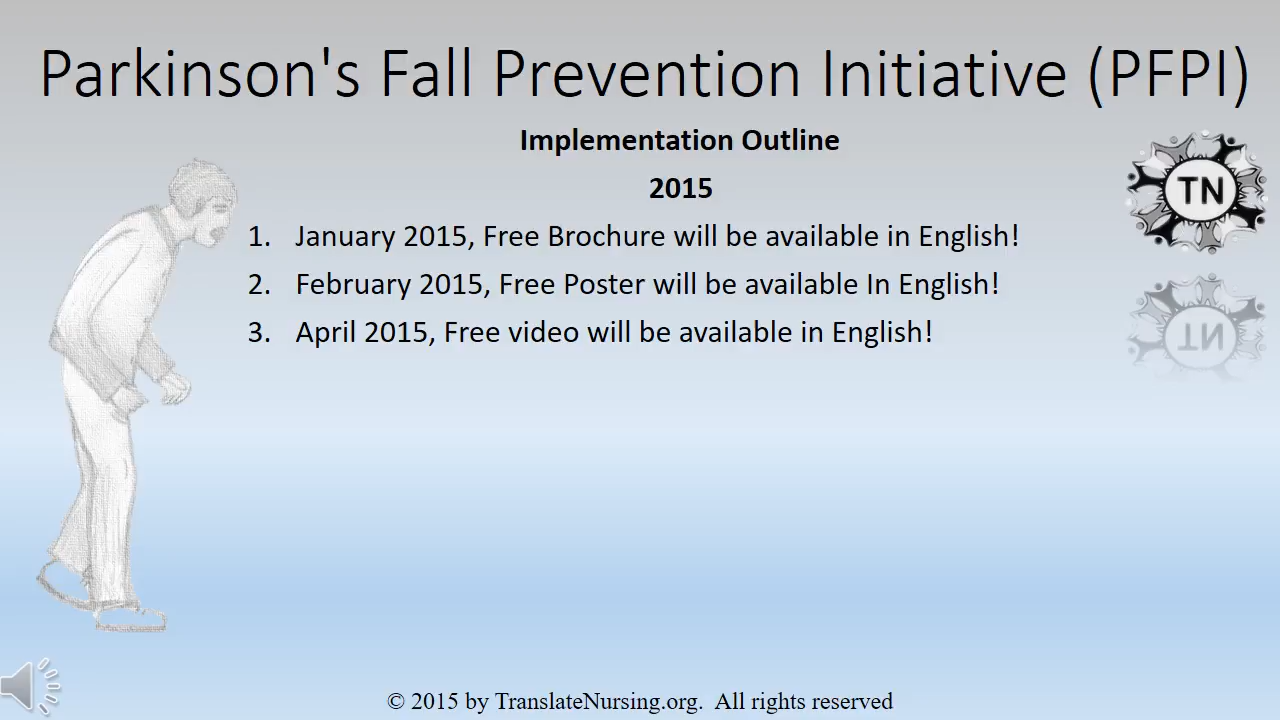 Parkinson's Fall Prevention Initiative (PFPI)
Implementation Outline
2015
1. January 2015, Free Brochure will be available in English!
2. February 2015, Free Poster will be available In English!
3. April 2015, Free video will be available in English!
TN
TN
© 2015 by TranslateNursing.org. All rights reserved